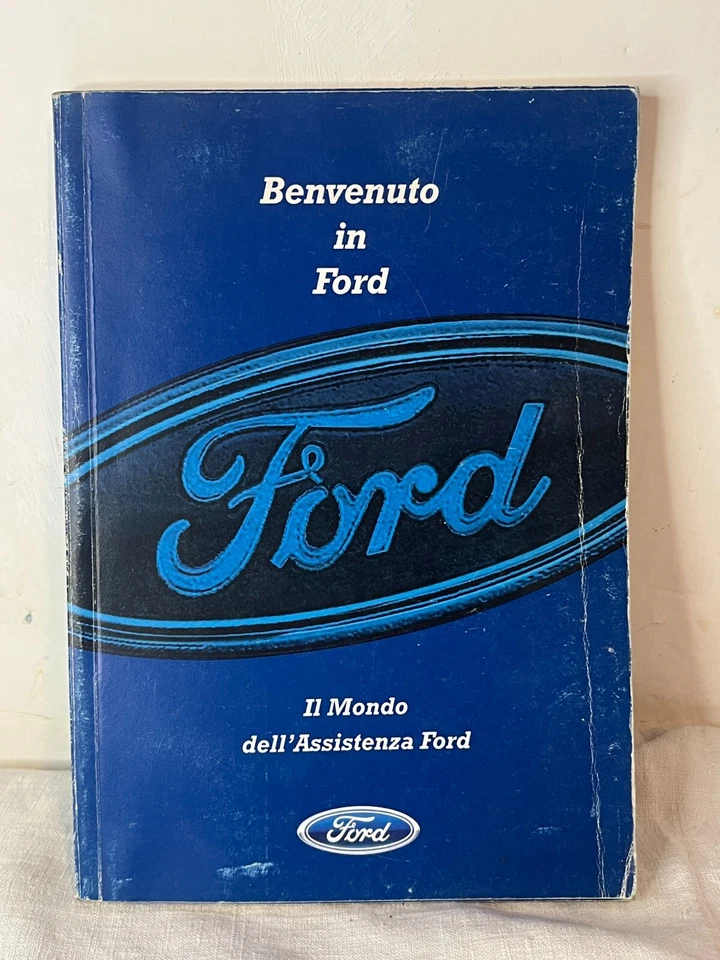 Benvenuto
in
Ford
Ford
Il Mondo
dell'Assistenza Ford
Ford